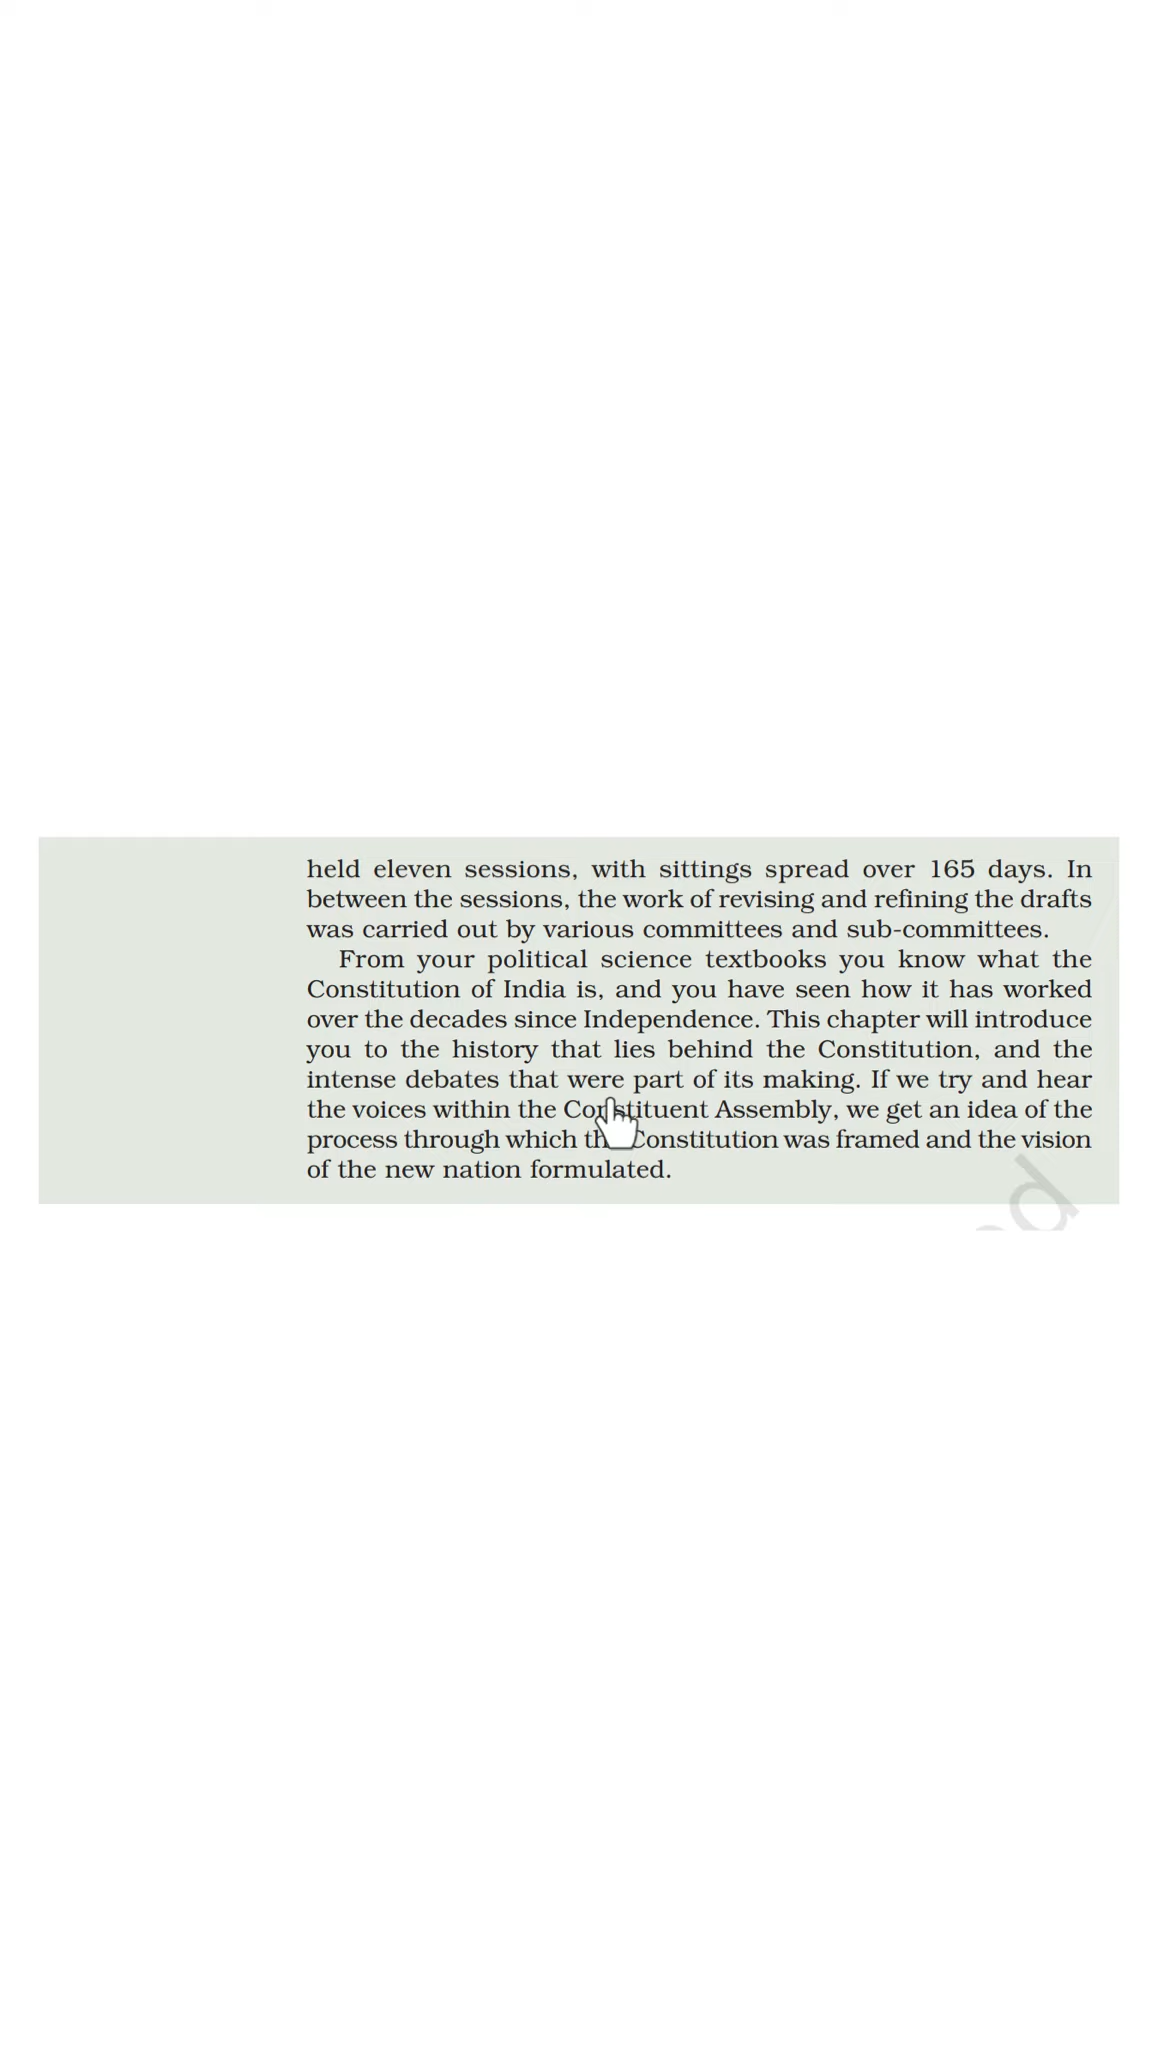 held eleven sessions, with sittings spread over 165 days. In
between the sessions, the work of revising and refining the drafts
was carried out by various committees and sub-committees.
From your political science textbooks you know what the
Constitution of India is, and you have seen how it has worked
over the decades since Independence. This chapter will introduce
you to the history that lies behind the Constitution, and the
intense debates that were part of its making. If we try and hear
the voices within the Constituent Assembly, we get an idea of the
process through which the Constitution was framed and the vision
of the new nation formulated.